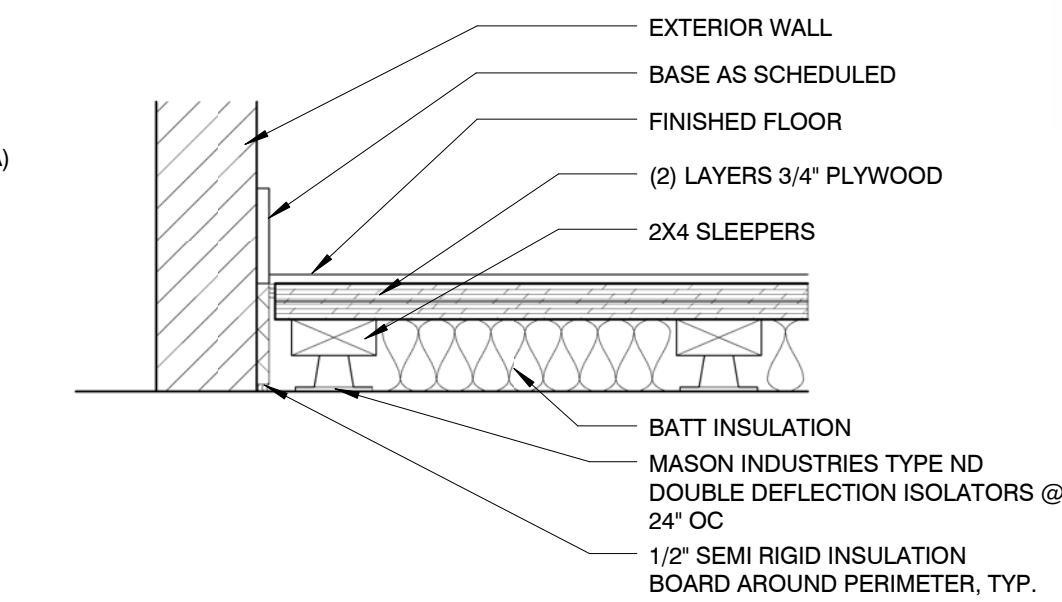 EXTERIOR WALL
BASE AS SCHEDULED
FINISHED FLOOR
A)
(2) LAYERS 3/4" PLYWOOD
2X4 SLEEPERS
BATT INSULATION
MASON INDUSTRIES TYPE ND
DOUBLE DEFLECTION ISOLATORS @
24" OC
1/2" SEMI RIGID INSULATION
BOARD AROUND PERIMETER, TYP.